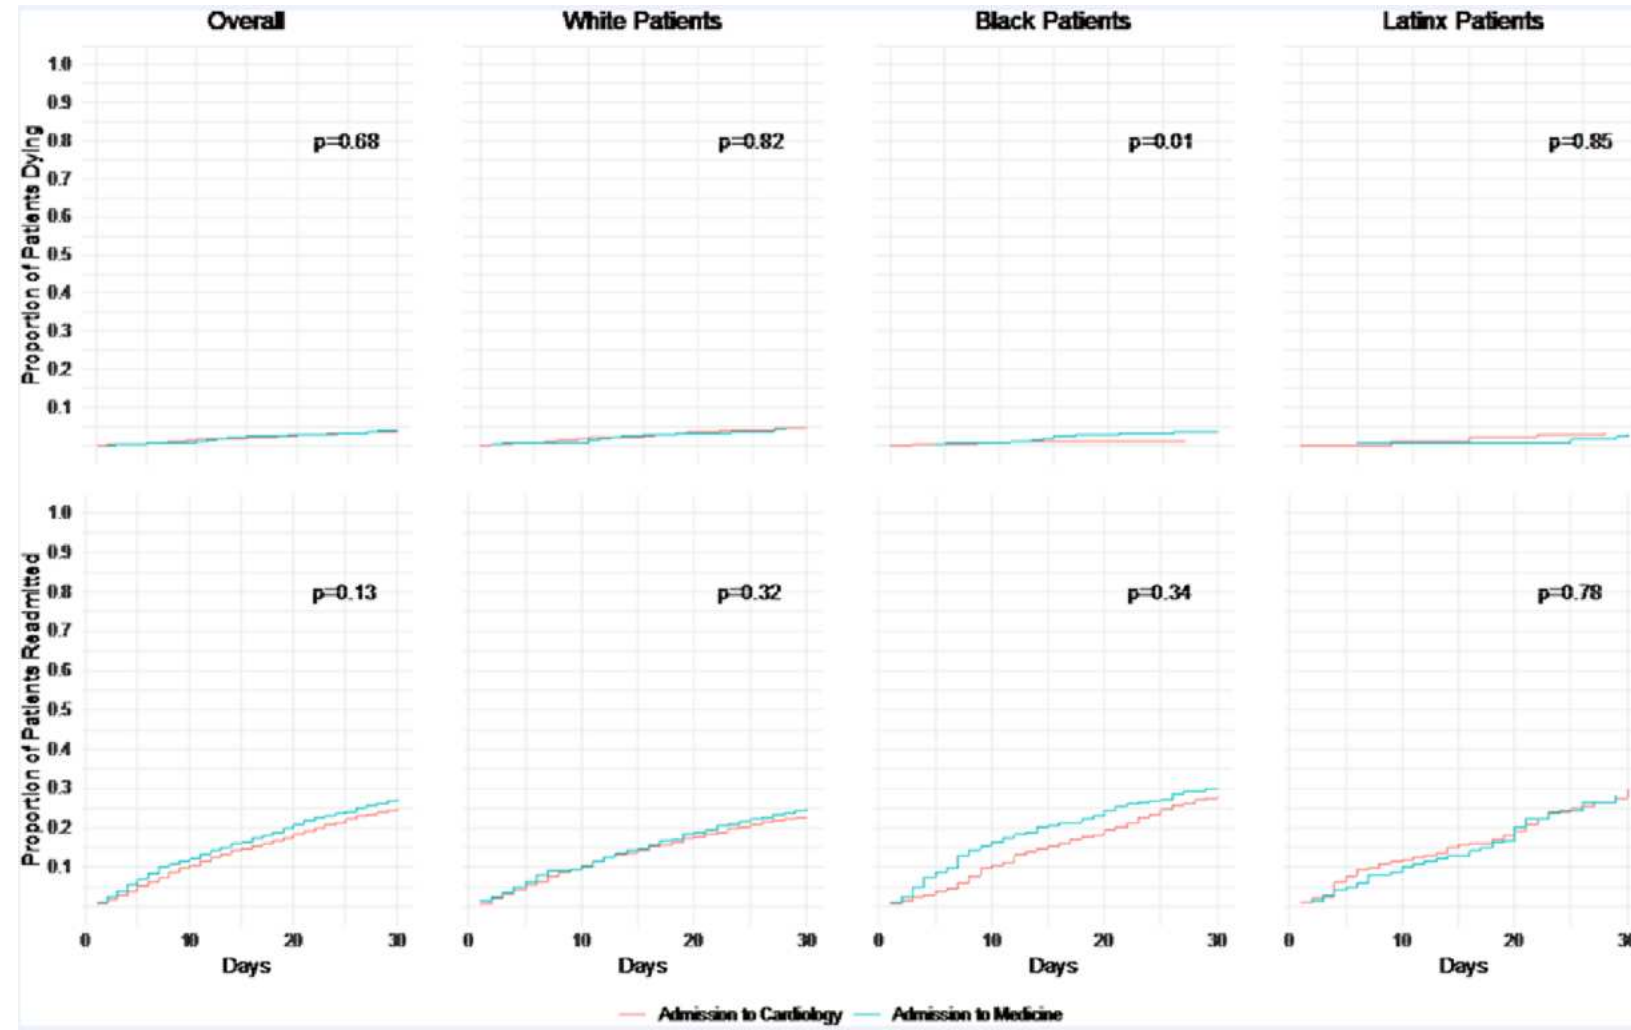 Overall White Patients Black Patients Latinx Patients
Proportion of Patients Dying
1.0
0.9
0.8
0.7
0.6
0.5
0.4
0.3
0.2
0.1
p=0.68 p=0.82 p=0.01 p=0.85
Proportion of Patients Readmitted
1.0
0.9
0.8
0.7
0.6
0.5
0.4
0.3
0.2
0.1
p=0.13 p=0.32 p=0.34 p=0.78
0 10 20 30 0 10 20 30 0 10 20 30 0 10 20
Days Days Days Days
Admission to Cardiology Admission to Medicine